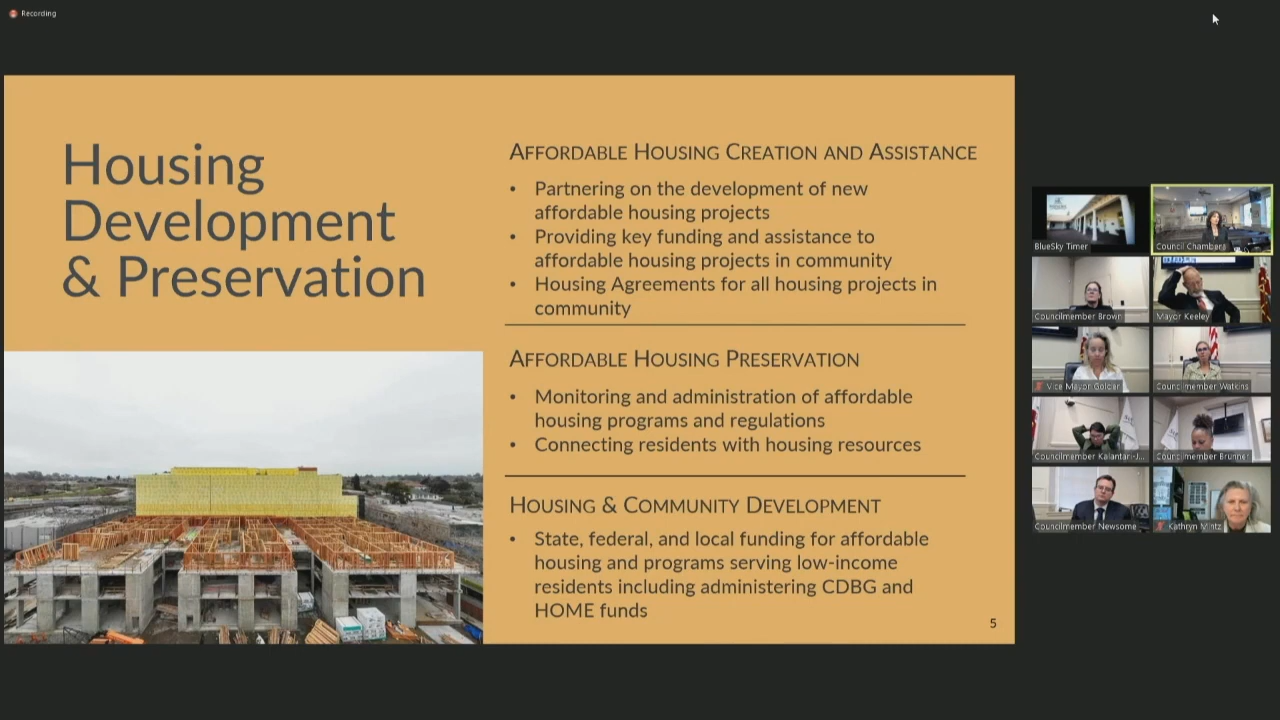 Recording
Housing
Development
& Preservation
AFFORDABLE HOUSING CREATION AND ASSISTANCE
• Partnering on the development of new
affordable housing projects
• Providing key funding and assistance to
affordable housing projects in community
• Housing Agreements for all housing projects in
community
AFFORDABLE HOUSING PRESERVATION
• Monitoring and administration of affordable
housing programs and regulations
• Connecting residents with housing resources
HOUSING & COMMUNITY DEVELOPMENT
• State, federal, and local funding for affordable
housing and programs serving low-income
residents including administering CDBG and
HOME funds
5
BlueSky Timer
Council Chambers
Councilmember Brown
Mayor Keeley
Vice Mayor Golder
Councilmember Watkins
Councilmember Kalantari-J...
Councilmember Brunner
Councilmember Newsome
Kathryn Mintz